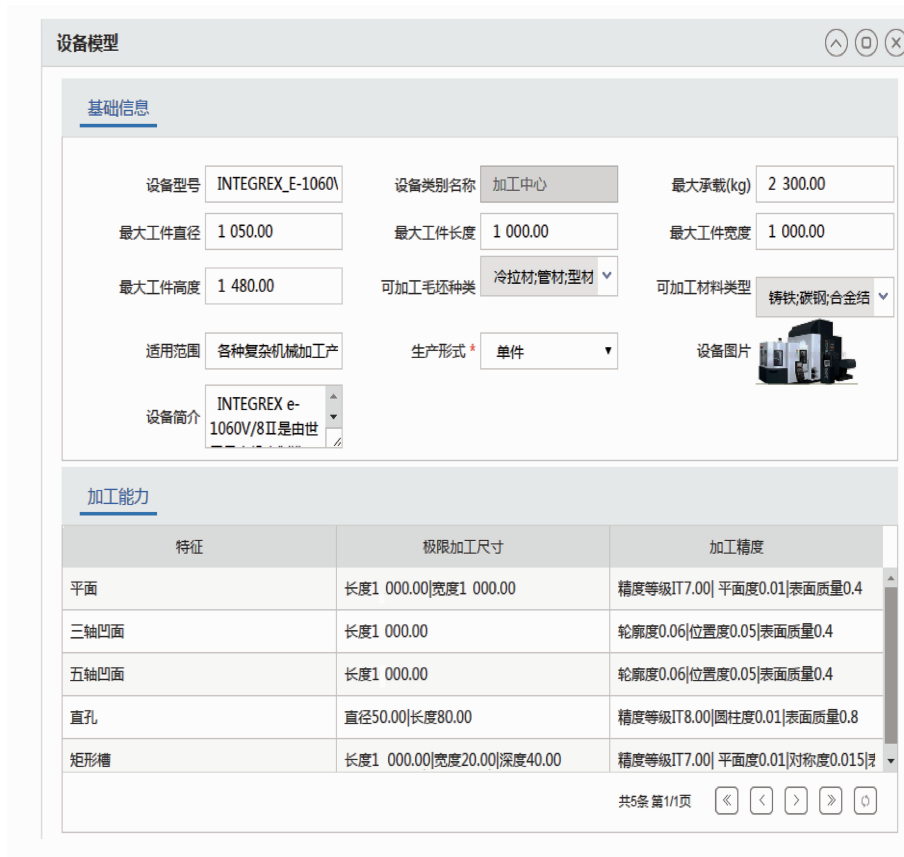 设备模型
基础信息
设备型号 INTEGREX_E-1060\ 设备类别名称 加工中心 最大承载(kg) 2 300.00
最大工件直径 1 050.00 最大工件长度 1 000.00 最大工件宽度 1 000.00
最大工件高度 1 480.00 可加工毛坯种类 冷拉材;管材;型材 可加工材料类型 铸铁;碳钢;合金结
适用范围 各种复杂机械加工产 生产形式* 单件 设备图片
设备简介 INTEGREX e-
1060V/8Ⅱ是由世
加工能力
特征 极限加工尺寸 加工精度
平面 长度1 000.00|宽度1 000.00 精度等级IT7.00| 平面度0.01|表面质量0.4
三轴凹面 长度1 000.00 轮廓度0.06|位置度0.05|表面质量0.4
五轴凹面 长度1 000.00 轮廓度0.06|位置度0.05|表面质量0.4
直孔 直径50.00|长度80.00 精度等级IT8.00|圆柱度0.01|表面质量0.8
矩形槽 长度1 000.00|宽度20.00|深度40.00 精度等级IT7.00| 平面度0.01|对称度0.015|
共5条 第1/1页